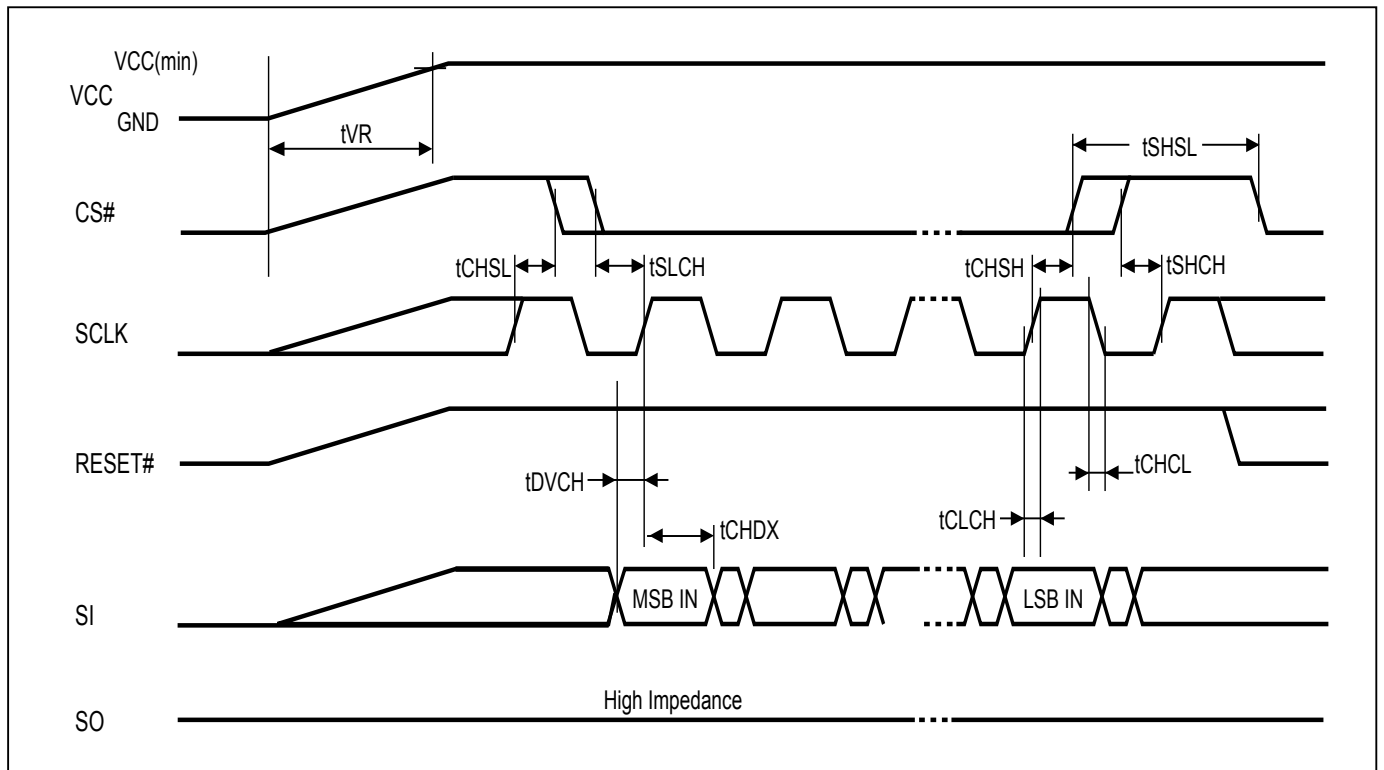 VCC(min)
VCC
GND
tVR
tSHSL
CS#
tCHSL
tSLCH
tCHSH
tSHCH
SCLK
RESET#
tDVCH
tCHCL
tCLCH
tCHDX
SI
MSB IN
LSB IN
High Impedance
SO